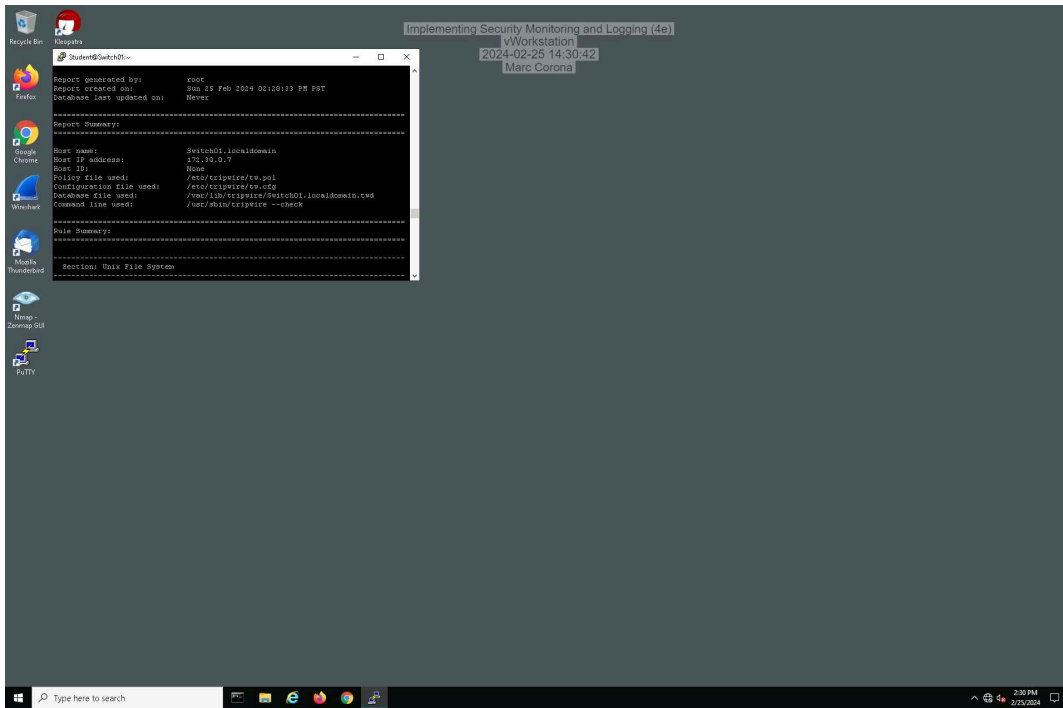 Recycle Bin
Kleopatra
Firefox
Google
Chrome
Wireshark
Mozilla
Thunderbird
Nmap -
Zenmap GUI
PuTTY
Implementing Security Monitoring and Logging (4e)
vWorkstation
2024-02-25 14:30:42
Marc Corona
Student@Switch01:~
Report generated by: root
Report created on: Sun 25 Feb 2024 02:28:33 PM PST
Database last updated on: Never
===============================================================================
Report Summary:
===============================================================================
Host name: Switch01.localdomain
Host IP address: 172.30.0.7
Host ID: None
Policy file used: /etc/tripwire/tw.pol
Configuration file used: /etc/tripwire/tw.cfg
Database file used: /var/lib/tripwire/Switch01.localdomain.twd
Command line used: /usr/sbin/tripwire --check
===============================================================================
Rule Summary:
===============================================================================
-------------------------------------------------------------------------------
Section: Unix File System
-------------------------------------------------------------------------------
Type here to search
2:30 PM
2/25/2024